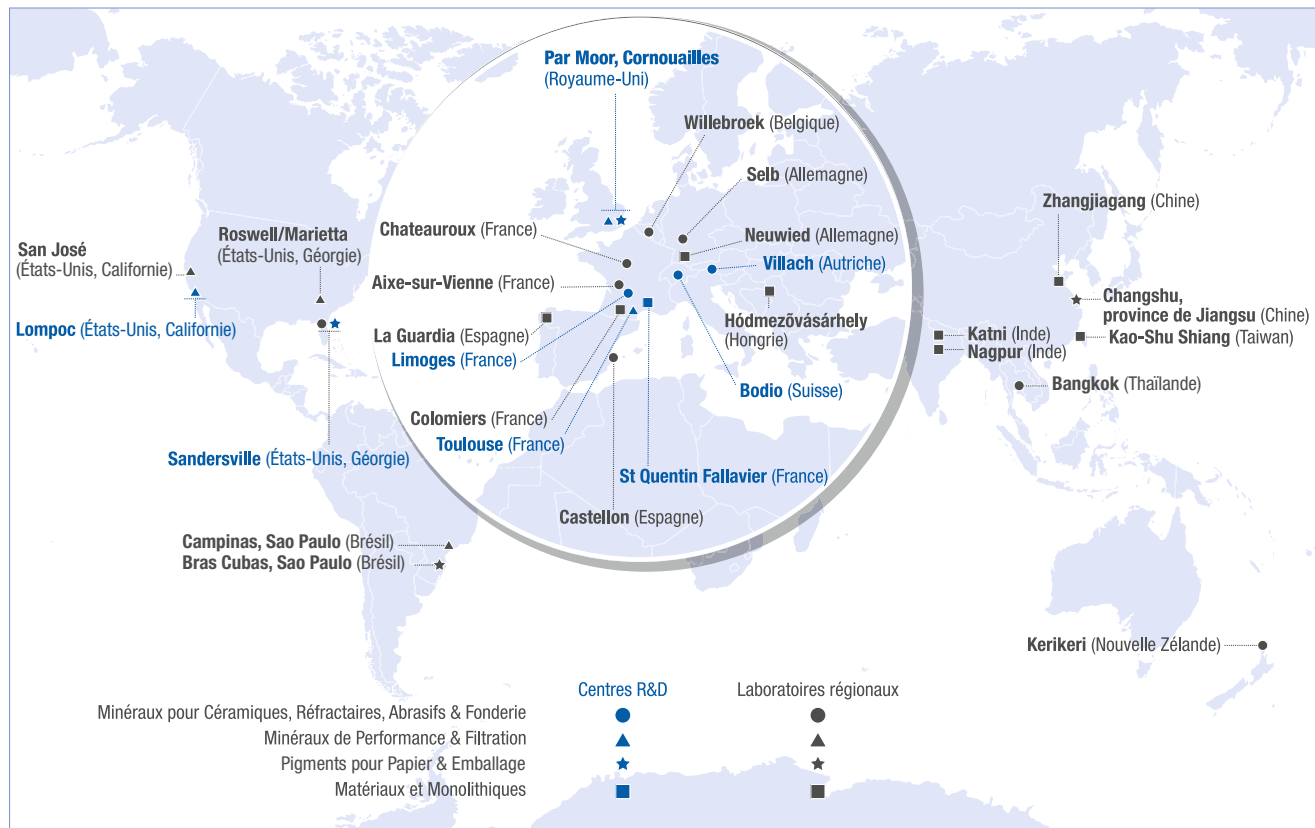 Par Moor, Cornouailles
(Royaume-Uni)
Willebroek (Belgique)
Selb (Allemagne)
Zhangjiagang (Chine)
Chateauroux (France)
Roswell/Marietta
(États-Unis, Géorgie)
Neuwied (Allemagne)
San José
(États-Unis, Californie)
Villach (Autriche)
Aixe-sur-Vienne (France)
Changshu,
province de Jiangsu (Chine)
Lompoc (États-Unis, Californie)
La Guardia (Espagne)
Hódmezõvásárhely
(Hongrie)
Katni (Inde)
Kao-Shu Shiang (Taiwan)
Nagpur (Inde)
Limoges (France)
Bangkok (Thaïlande)
Bodio (Suisse)
Colomiers (France)
Toulouse (France)
Sandersville (États-Unis, Géorgie)
St Quentin Fallavier (France)
Castellon (Espagne)
Campinas, Sao Paulo (Brésil)
Bras Cubas, Sao Paulo (Brésil)
Kerikeri (Nouvelle Zélande)
Centres R&D
Laboratoires régionaux
Minéraux pour Céramiques, Réfractaires, Abrasifs & Fonderie
Minéraux de Performance & Filtration
Pigments pour Papier & Emballage
Matériaux et Monolithiques